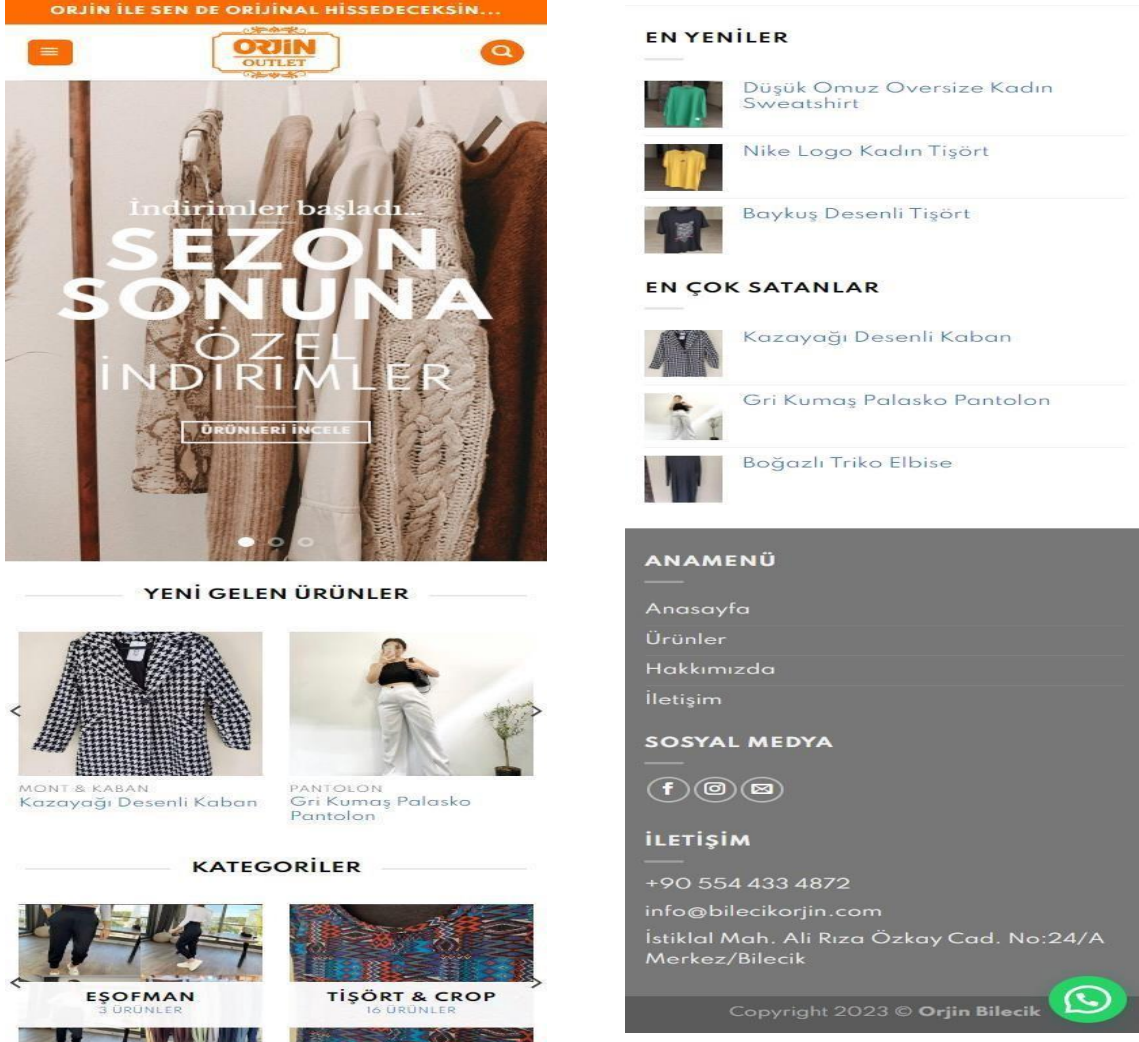 ORJİN İLE SEN DE ORİJİNAL HİSSEDECEKSİN...
ORJİN
OUTLET
İndirimler başladı...
SEZON
SONUNA
ÖZEL
İNDİRİMLER
ÜRÜNLERİ İNCELE
YENİ GELEN ÜRÜNLER
MONT & KABAN
Kazayağı Desenli Kaban
PANTOLON
Gri Kumaş Palasko
Pantolon
KATEGORİLER
EŞOFMAN
3 ÜRÜNLER
TİŞÖRT & CROP
16 ÜRÜNLER
EN YENİLER
Düşük Omuz Oversize Kadın
Sweatshirt
Nike Logo Kadın Tişört
Baykuş Desenli Tişört
EN ÇOK SATANLAR
Kazayağı Desenli Kaban
Gri Kumaş Palasko Pantolon
Boğazlı Triko Elbise
ANAMENÜ
Anasayfa
Ürünler
Hakkımızda
İletişim
SOSYAL MEDYA
İLETİŞİM
+90 554 433 4872
info@bilecikorjin.com
İstiklal Mah. Ali Rıza Özkay Cad. No:24/A
Merkez/Bilecik
Copyright 2023 © Orjin Bilecik